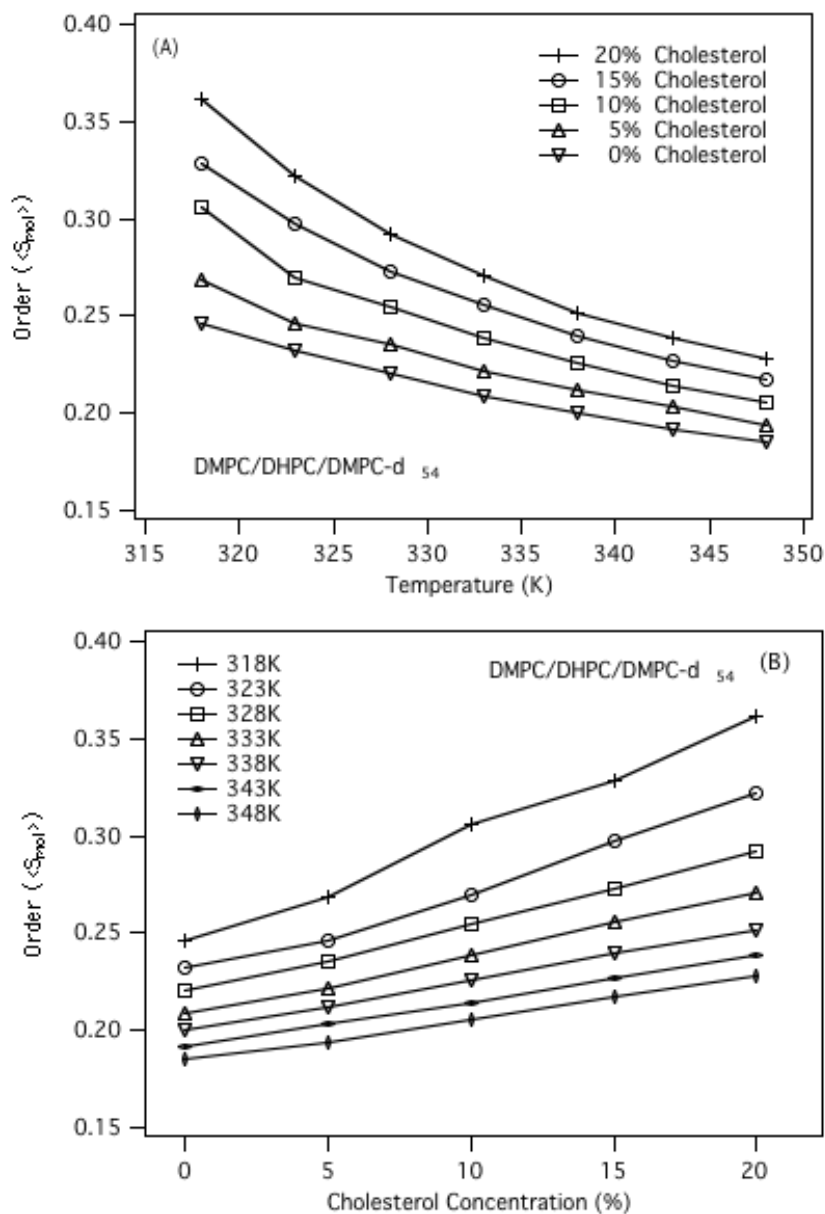 (A)
20% Cholesterol
15% Cholesterol
10% Cholesterol
5% Cholesterol
0% Cholesterol
0.40
0.35
0.30
0.25
0.20
0.15
Order (<Smol>)
DMPC/DHPC/DMPC-d 54
315 320 325 330 335 340 345 350
Temperature (K)
318K
323K
328K
333K
338K
343K
348K
DMPC/DHPC/DMPC-d 54 (B)
0.40
0.35
0.30
0.25
0.20
0.15
Order (<Smol>)
0 5 10 15 20
Cholesterol Concentration (%)